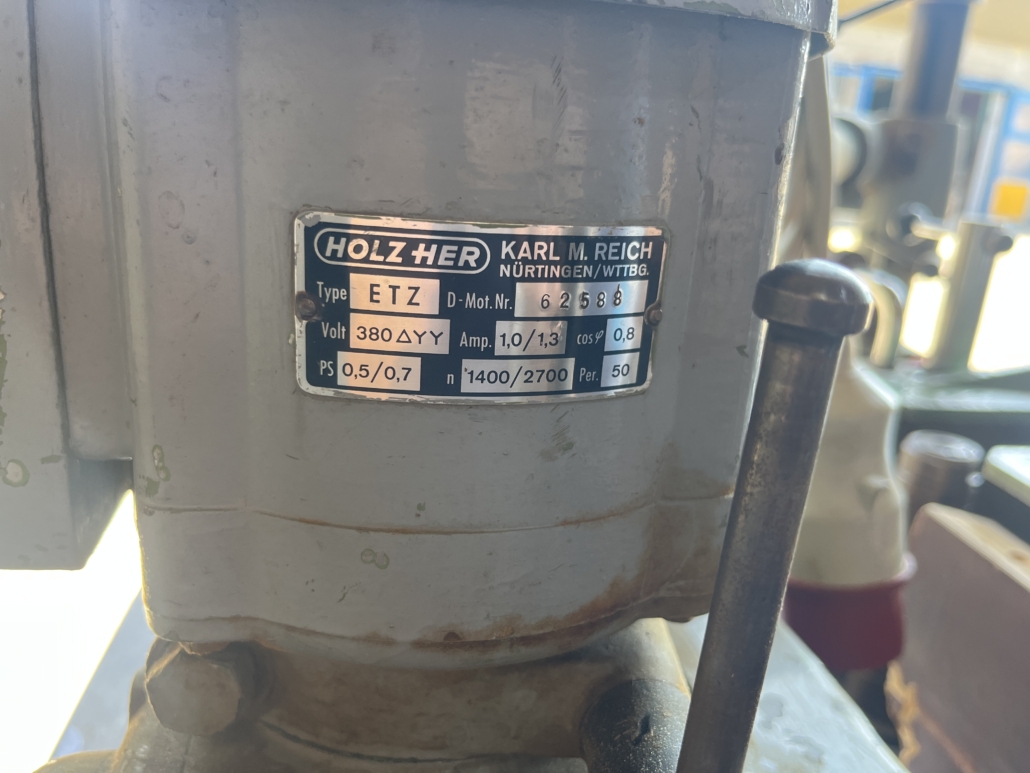 HOLZ-HER KARL M. REICH
NÜRTINGEN/WTTBG.
Type ETZ D-Mot.Nr. 62588
Volt 380 △YY Amp. 1,0/1,3 cos φ 0,8
PS 0,5/0,7 n 1400/2700 Per. 50